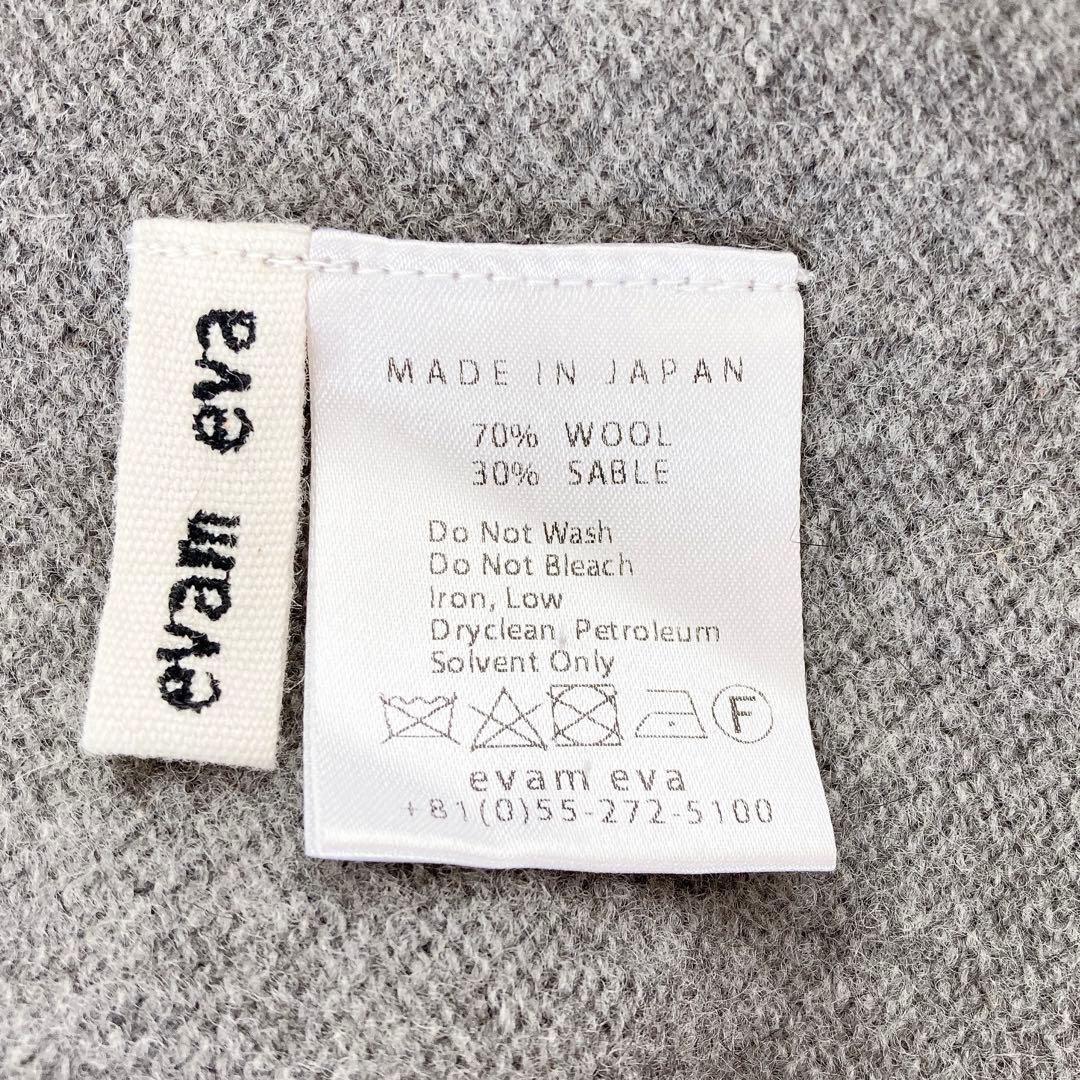 evam eva
MADE IN JAPAN
70% WOOL
30% SABLE
Do Not Wash
Do Not Bleach
Iron, Low
Dryclean, Petroleum
Solvent Only
F
evam eva
+81(0)55-272-5100